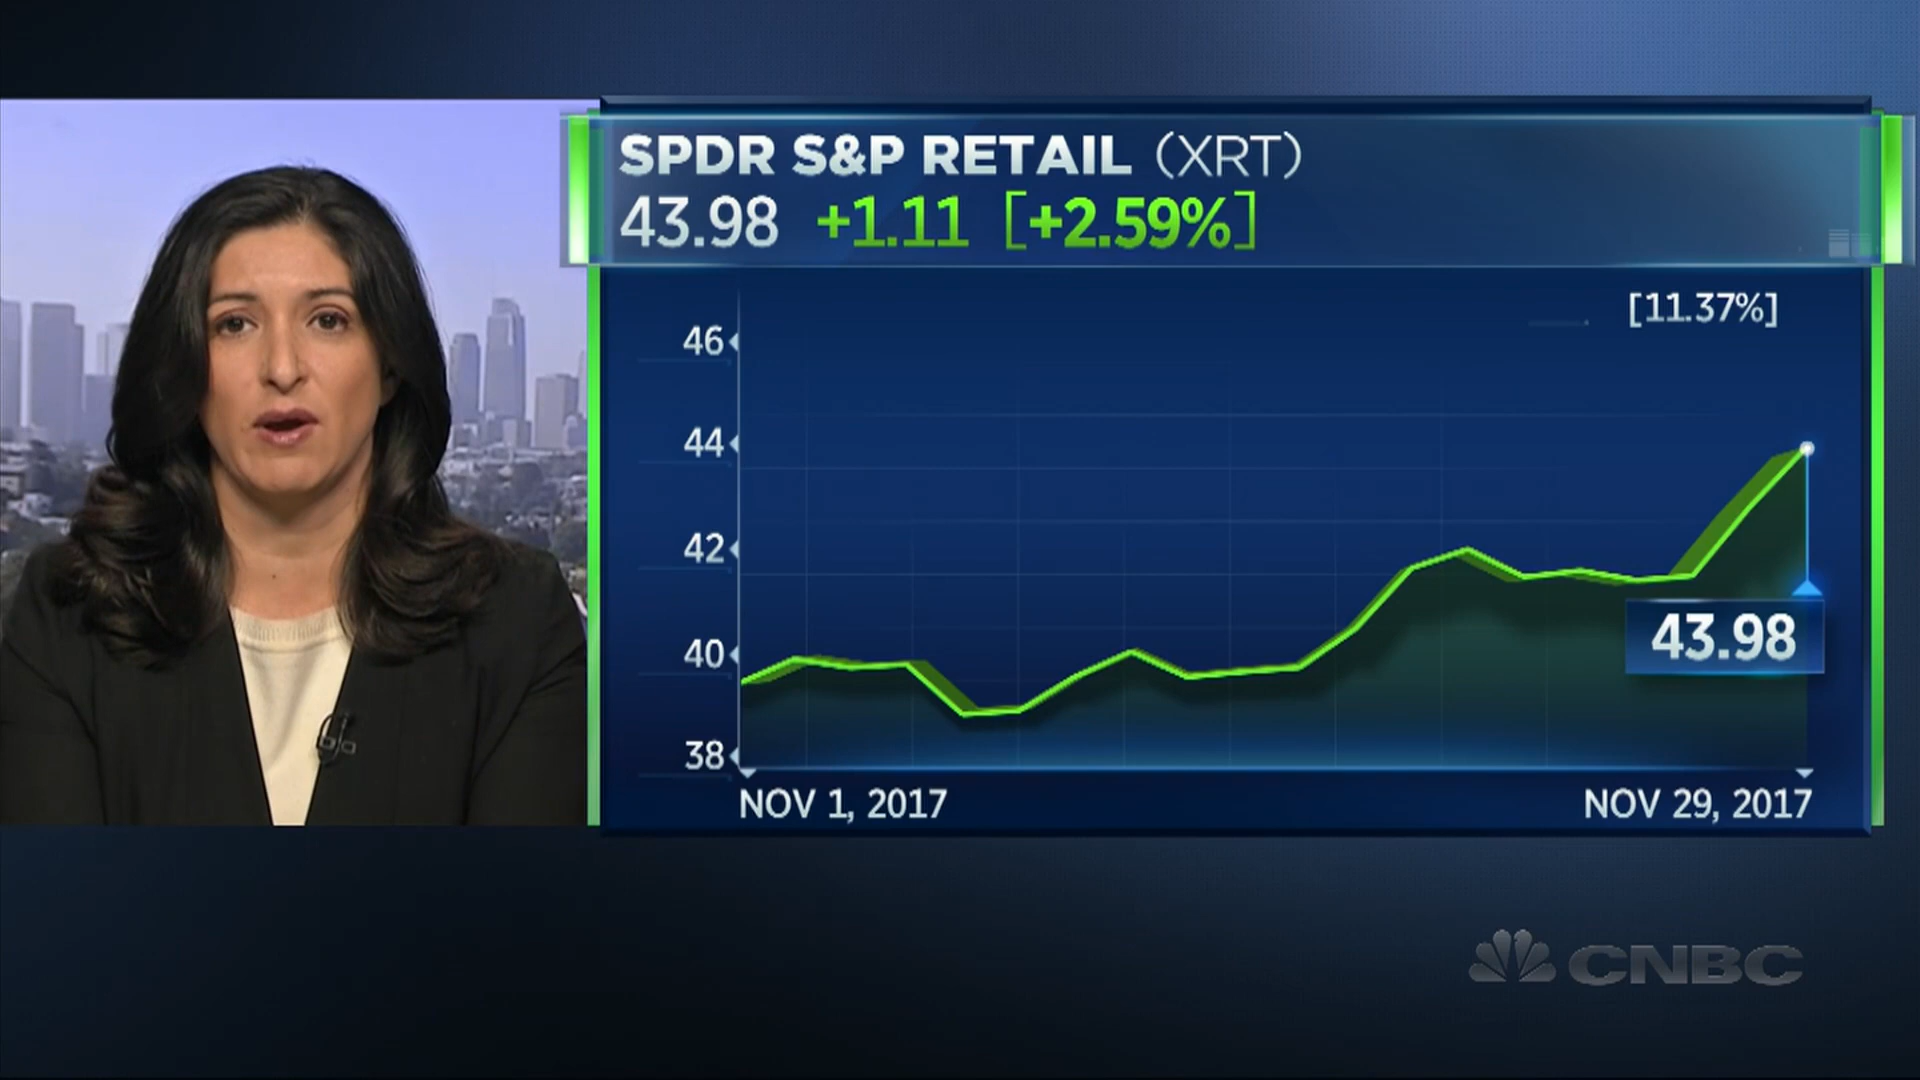 SPDR S&P RETAIL (XRT)
43.98 +1.11 [+2.59%]
[11.37%]
46
44
42
40
38
43.98
NOV 1, 2017 NOV 29, 2017
CNBC